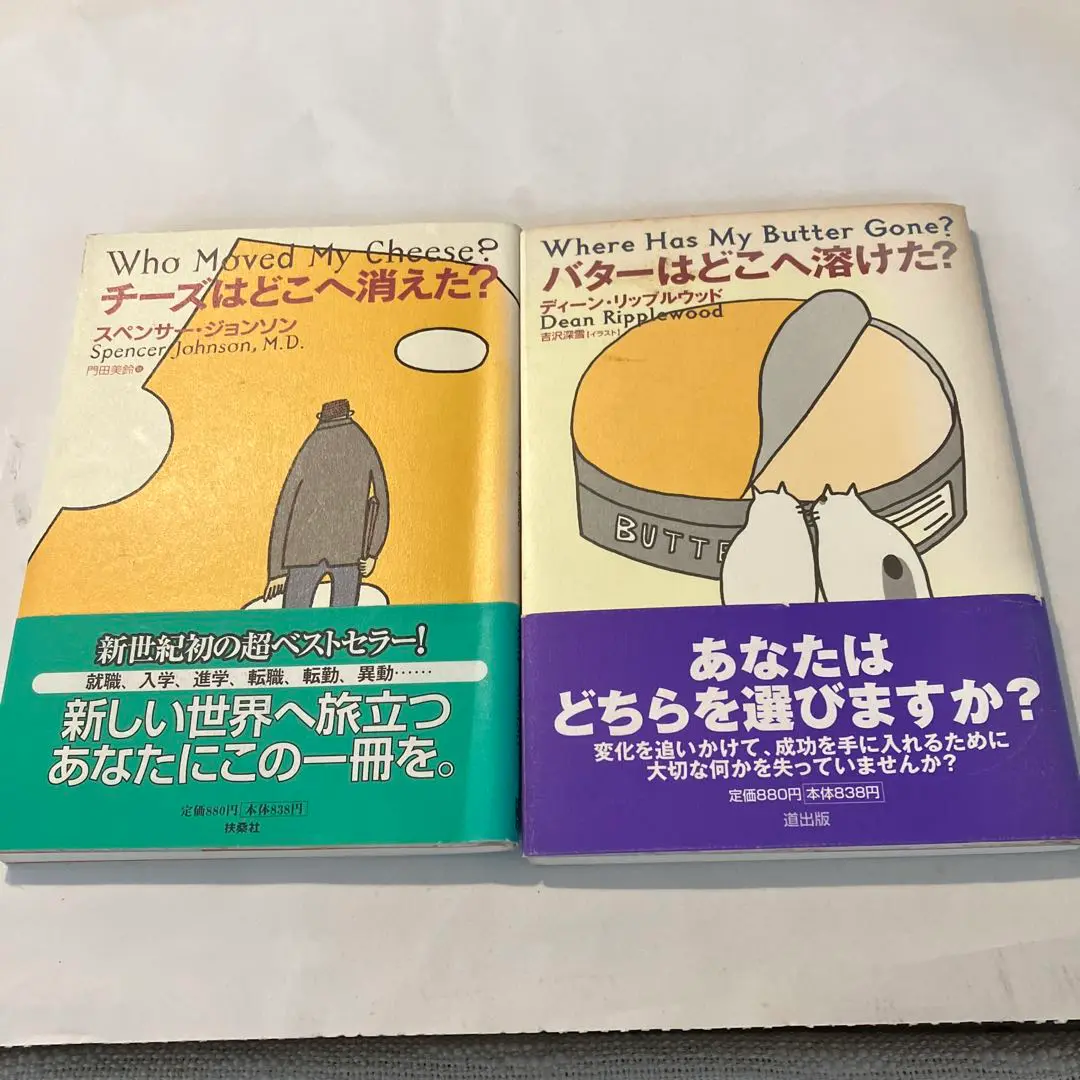 Who Moved My Cheese?
チーズはどこへ消えた?
スペンサー・ジョンソン
Spencer Johnson, M.D.
門田美鈴 訳
新世紀初の超ベストセラー!
就職、入学、進学、転職、転勤、異動……
新しい世界へ旅立つ
あなたにこの一冊を。
定価880円 本体838円
扶桑社
Where Has My Butter Gone?
バターはどこへ溶けた?
ディーン・リップルウッド
Dean Ripplewood
吉沢深雪[イラスト]
BUTTE
あなたは
どちらを選びますか?
変化を追いかけて、成功を手に入れるために
大切な何かを失っていませんか?
定価880円 本体838円
道出版